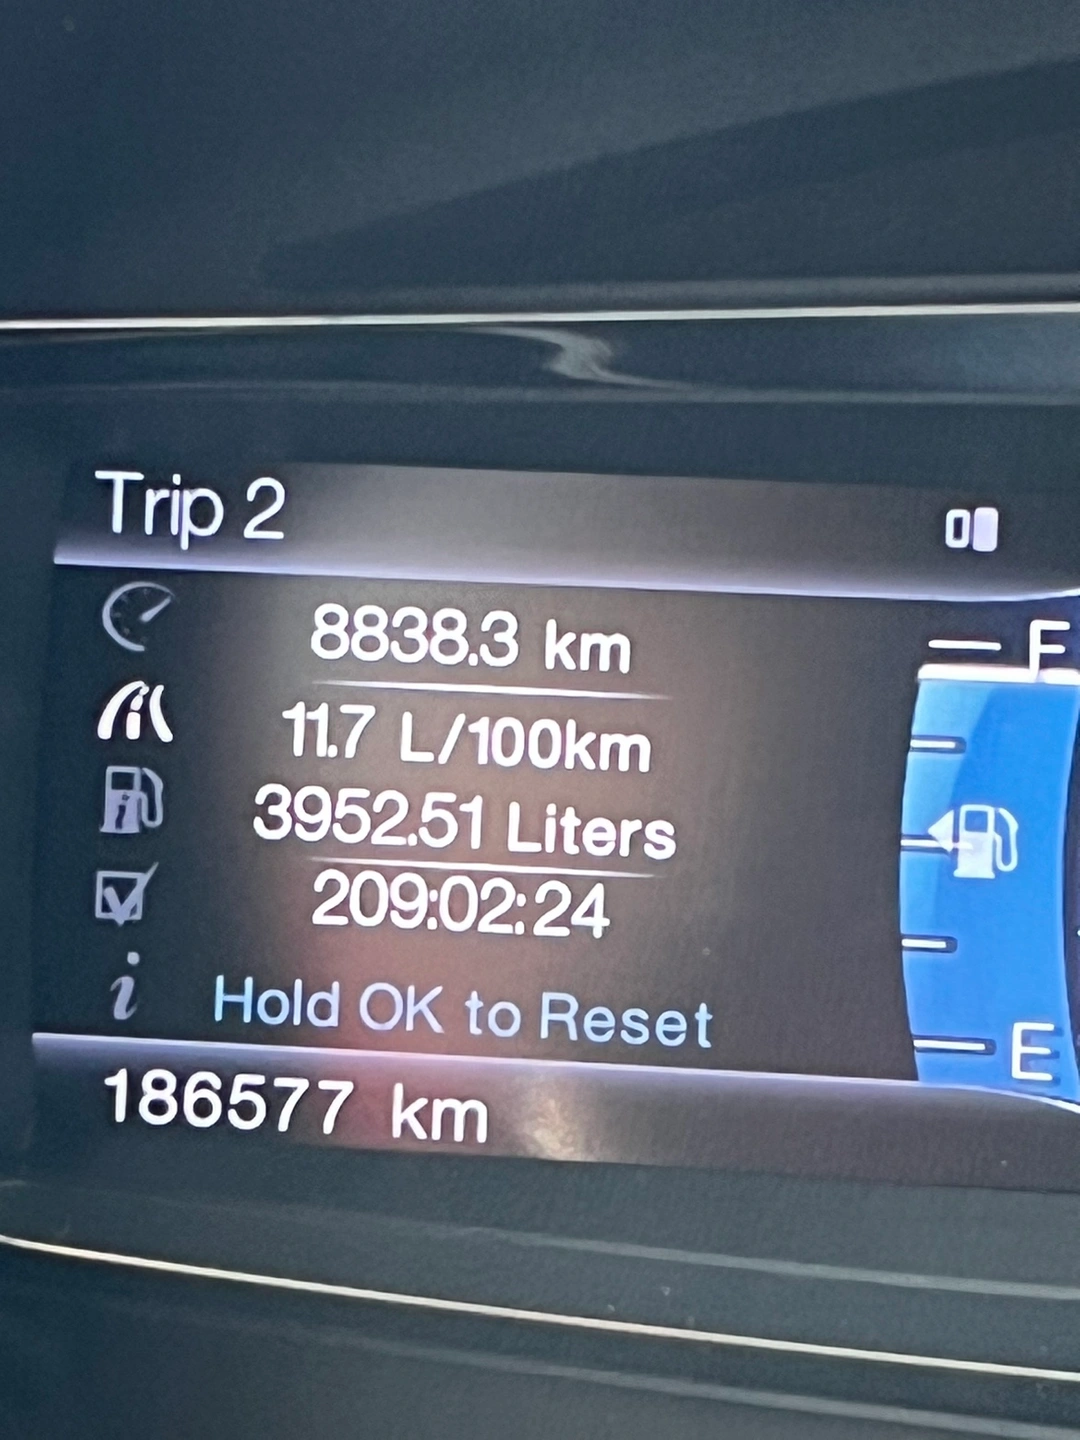 Trip 2
8838.3 km
F
11.7 L/100km
3952.51 Liters
209:02:24
Hold OK to Reset
E
186577 km